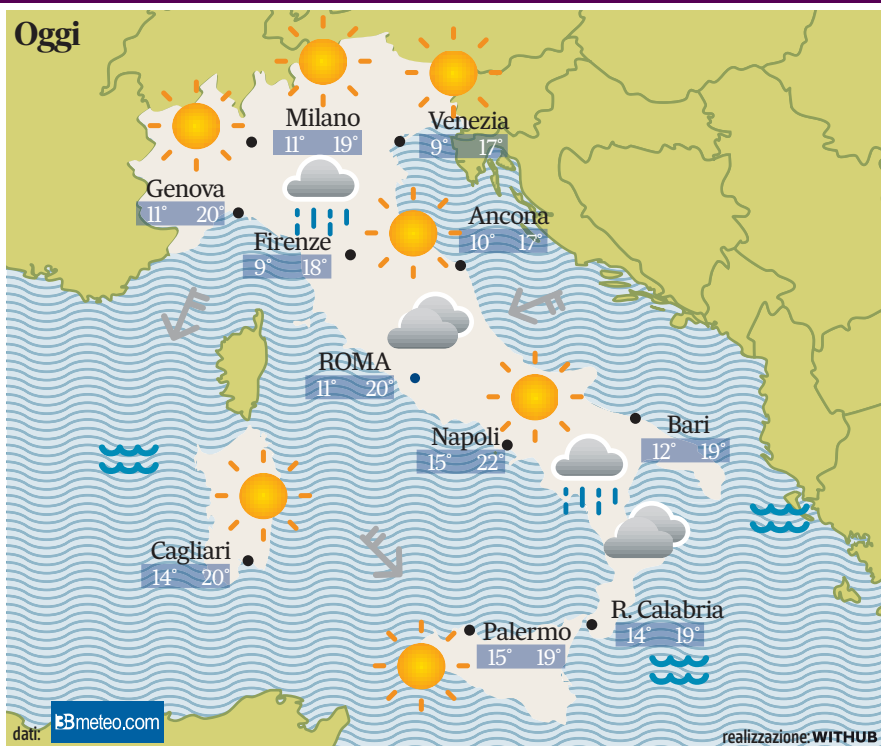 Oggi
Milano
11° 19°
Venezia
9° 17°
Genova
11° 20°
Ancona
10° 17°
Firenze
9° 18°
ROMA
11° 20°
Napoli
15° 22°
Bari
12° 19°
Cagliari
14° 20°
R. Calabria
14° 19°
Palermo
15° 19°
dati: 3Bmeteo.com
realizzazione: WITHUB